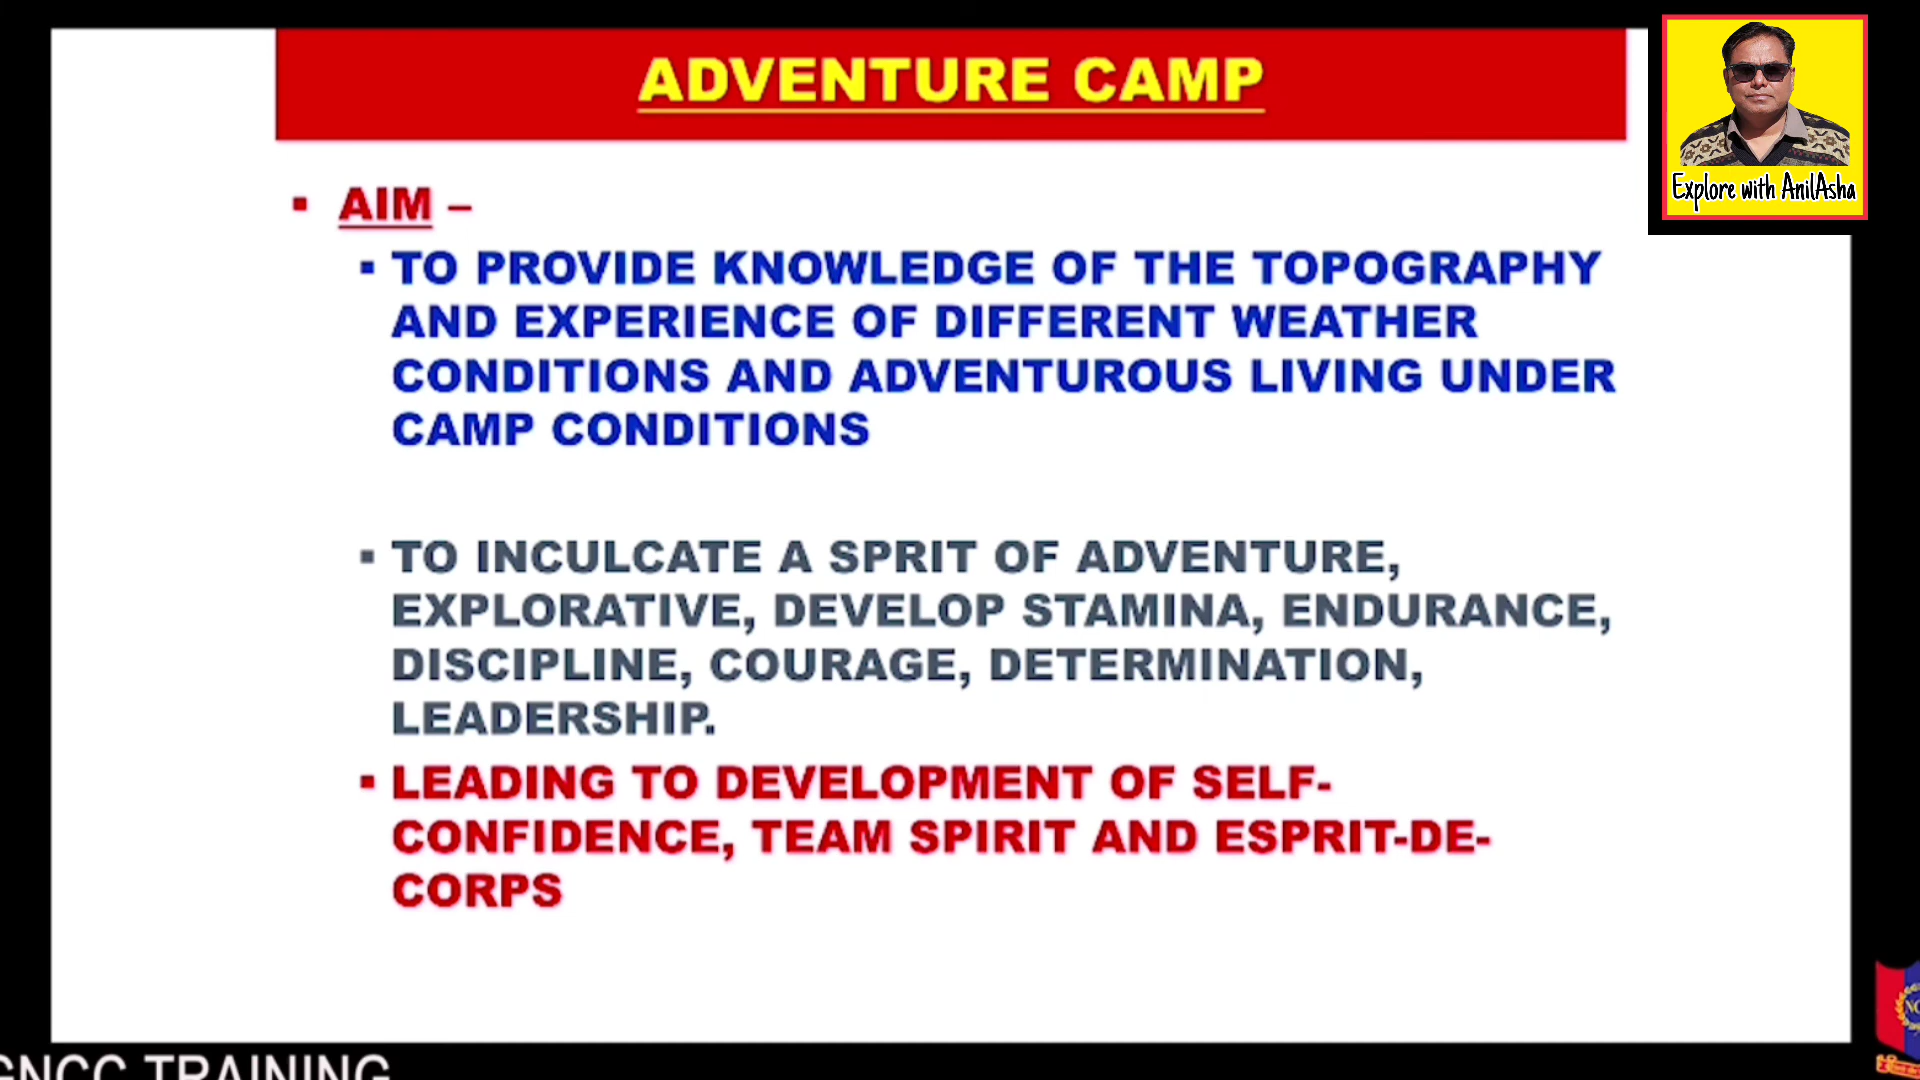 ADVENTURE CAMP
Explore with AnilAsha
▪ AIM –
▪ TO PROVIDE KNOWLEDGE OF THE TOPOGRAPHY
AND EXPERIENCE OF DIFFERENT WEATHER
CONDITIONS AND ADVENTUROUS LIVING UNDER
CAMP CONDITIONS
▪ TO INCULCATE A SPRIT OF ADVENTURE,
EXPLORATIVE, DEVELOP STAMINA, ENDURANCE,
DISCIPLINE, COURAGE, DETERMINATION,
LEADERSHIP.
▪ LEADING TO DEVELOPMENT OF SELF-
CONFIDENCE, TEAM SPIRIT AND ESPRIT-DE-
CORPS
GNCC TRAINING